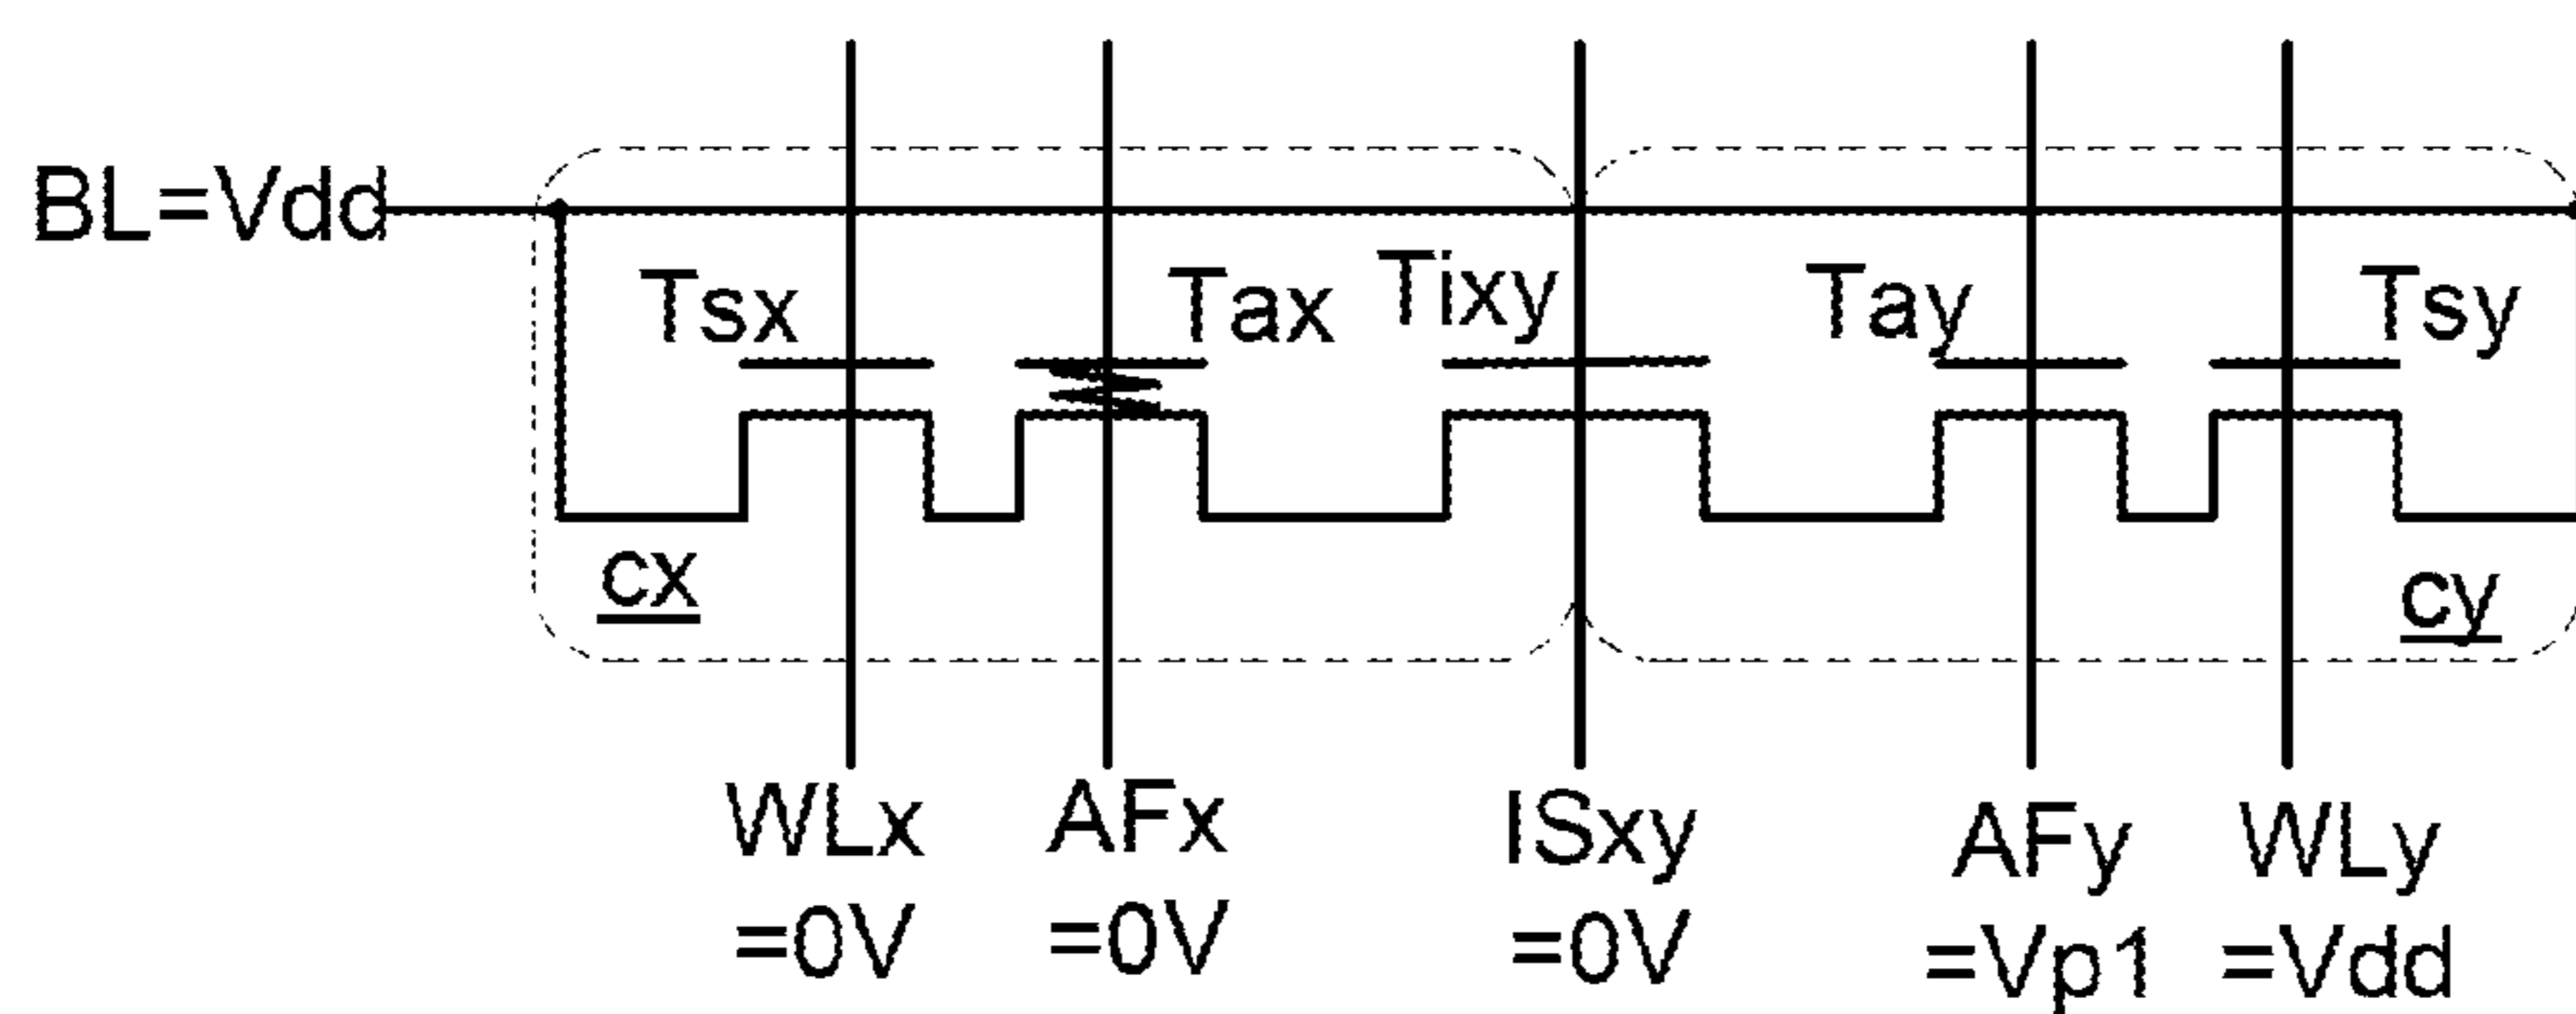 BL=Vdd
Tsx
Tax
Tixy
Tay
Tsy
cx
cy
WLx
=0V
AFx
=0V
ISxy
=0V
AFy
=Vp1
WLy
=Vdd